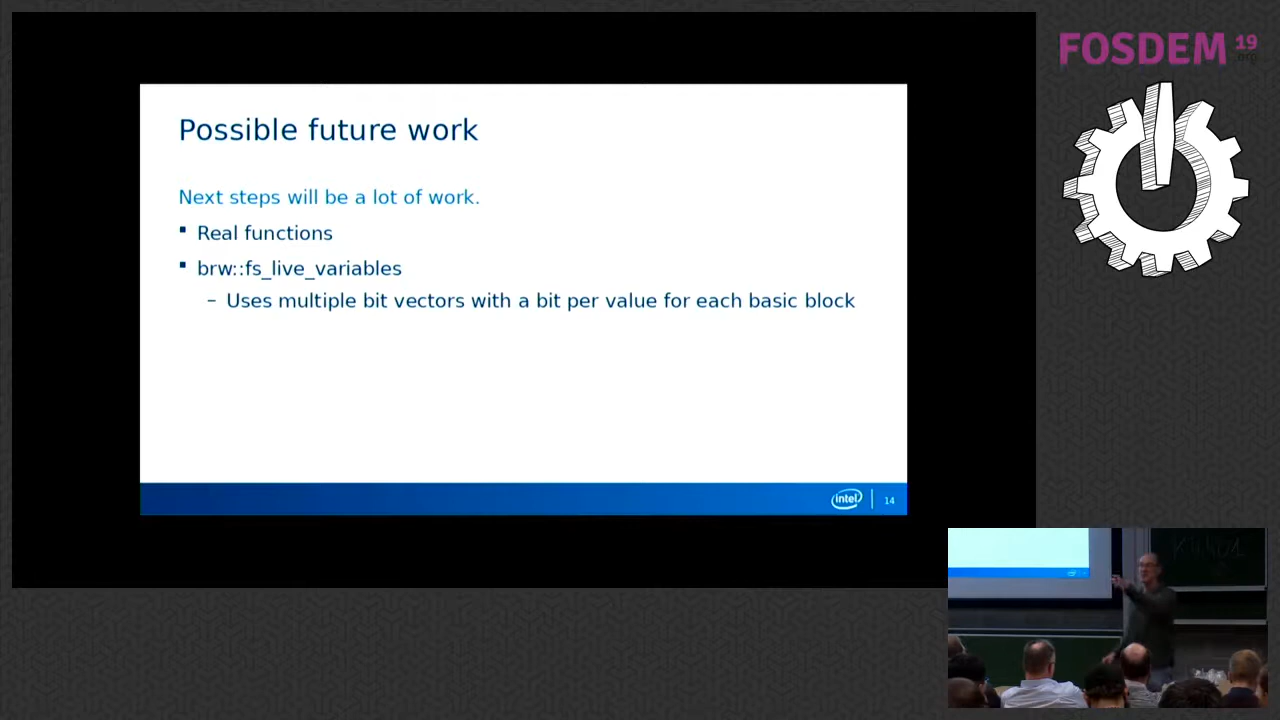 FOSDEM 19
.org
Possible future work
Next steps will be a lot of work.
Real functions
brw::fs_live_variables
– Uses multiple bit vectors with a bit per value for each basic block
intel
14